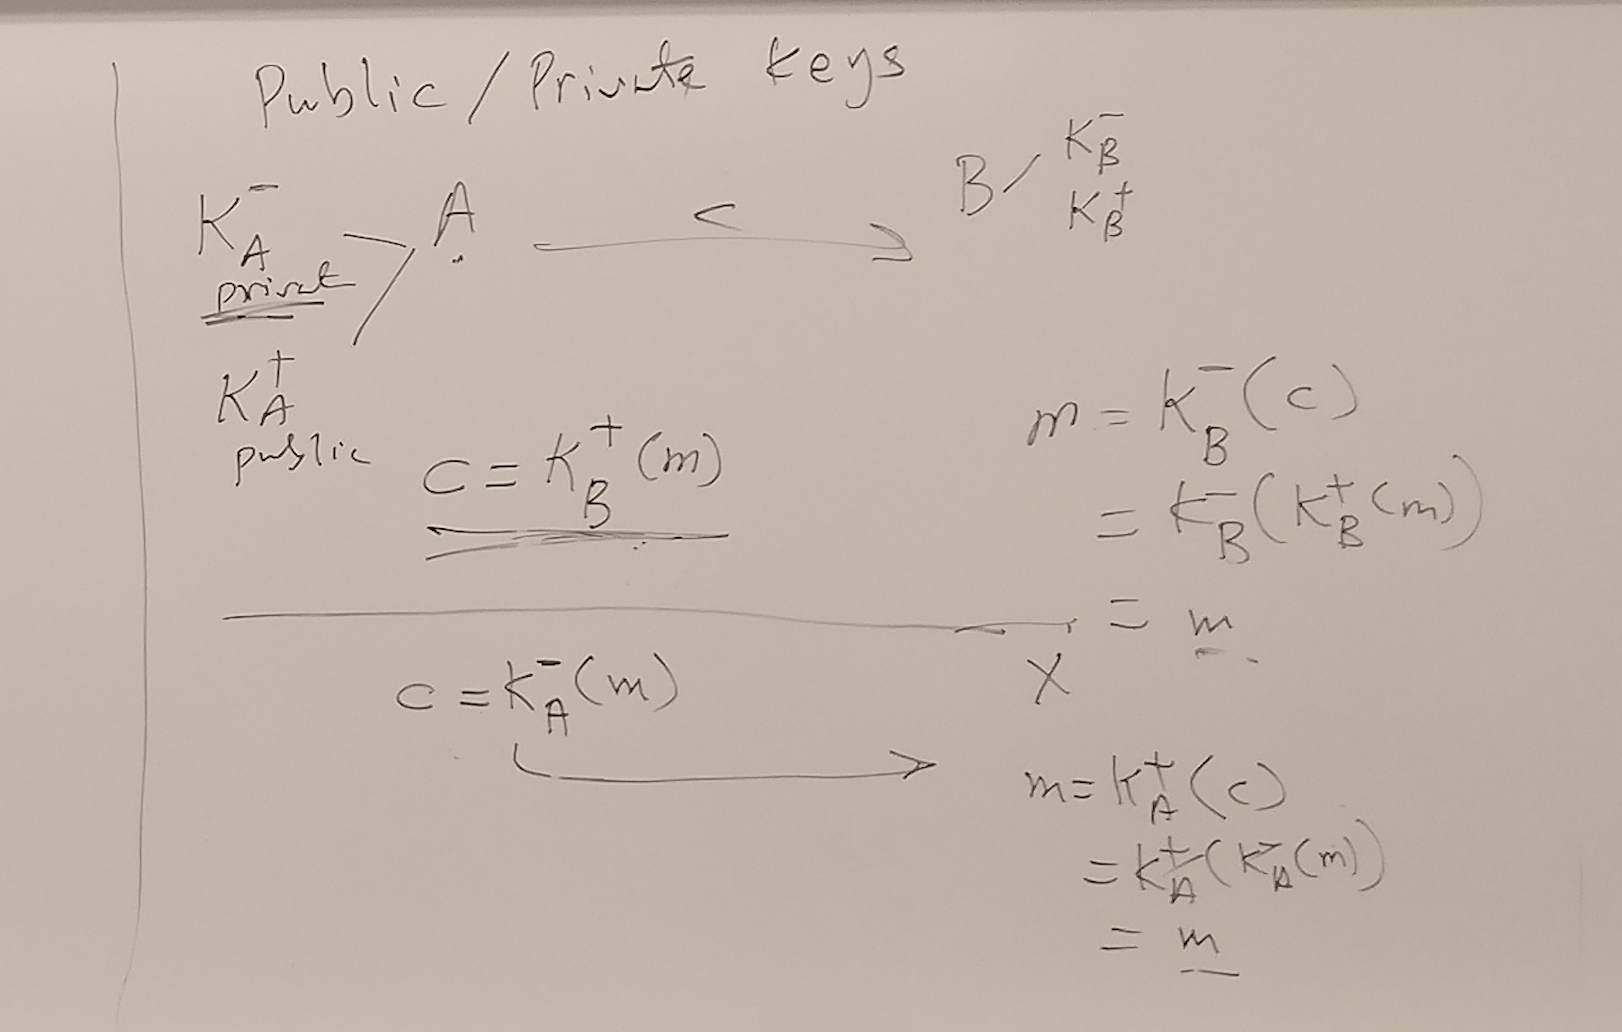 Public / Private keys
K_A^- privat
K_A^+ public
A
c
B
K_B^-
K_B^+
c = K_B^+ (m)
m = K_B^- (c)
= K_B^- ( K_B^+ (m) )
= m
X
c = K_A^- (m)
m = K_A^+ (c)
= K_A^+ ( K_A^- (m) )
= m